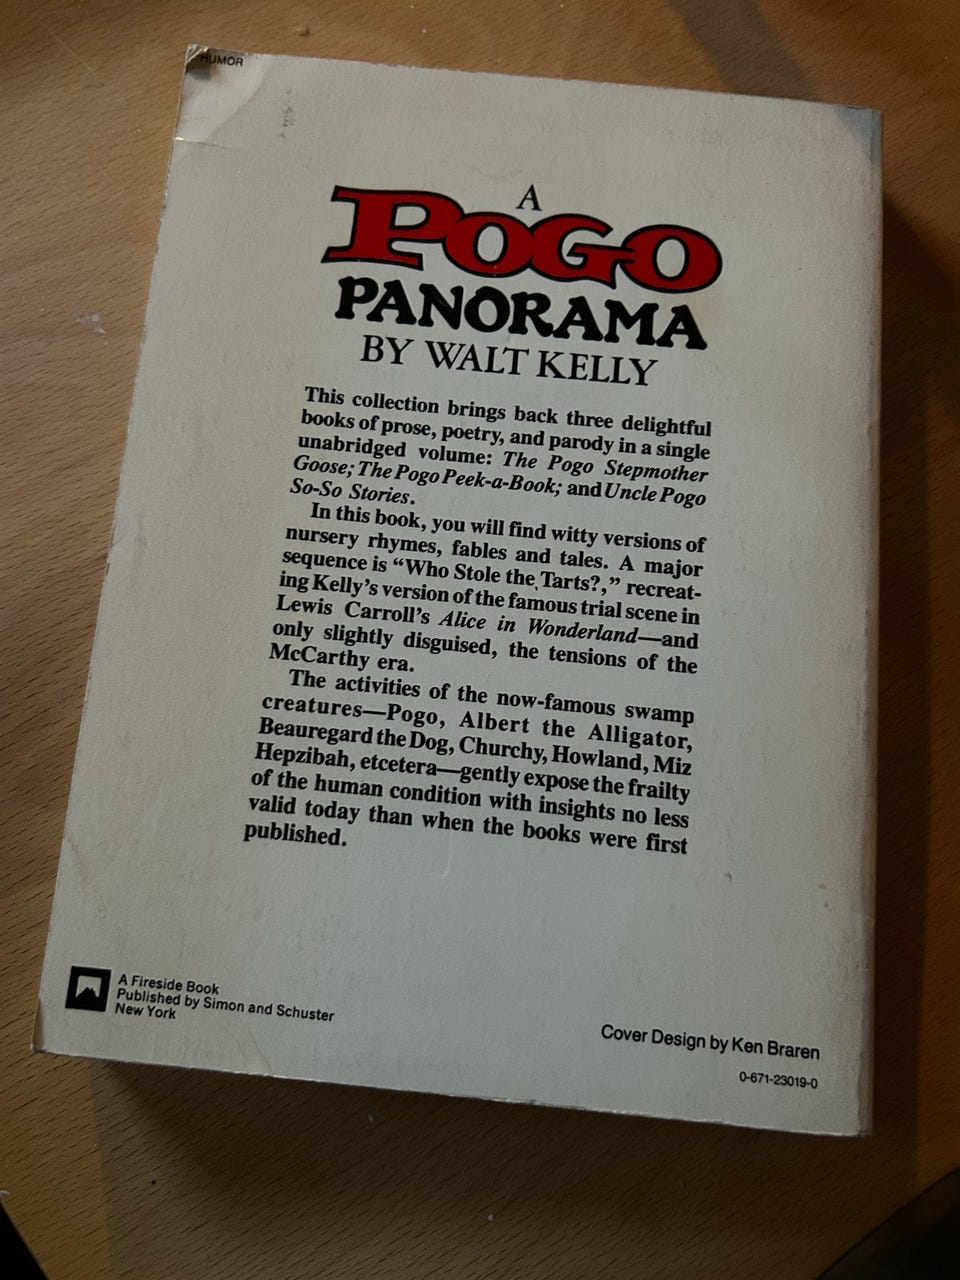 HUMOR
A
POGO
PANORAMA
BY WALT KELLY
This collection brings back three delightful
books of prose, poetry, and parody in a single
unabridged volume: The Pogo Stepmother
Goose; The Pogo Peek-a-Book; and Uncle Pogo
So-So Stories.
In this book, you will find witty versions of
nursery rhymes, fables and tales. A major
sequence is “Who Stole the Tarts?,” recreat-
ing Kelly’s version of the famous trial scene in
Lewis Carroll’s Alice in Wonderland—and
only slightly disguised, the tensions of the
McCarthy era.
The activities of the now-famous swamp
creatures—Pogo, Albert the Alligator,
Beauregard the Dog, Churchy, Howland, Miz
Hepzibah, etcetera—gently expose the frailty
of the human condition with insights no less
valid today than when the books were first
published.
A Fireside Book
Published by Simon and Schuster
New York
Cover Design by Ken Braren
0-671-23019-0